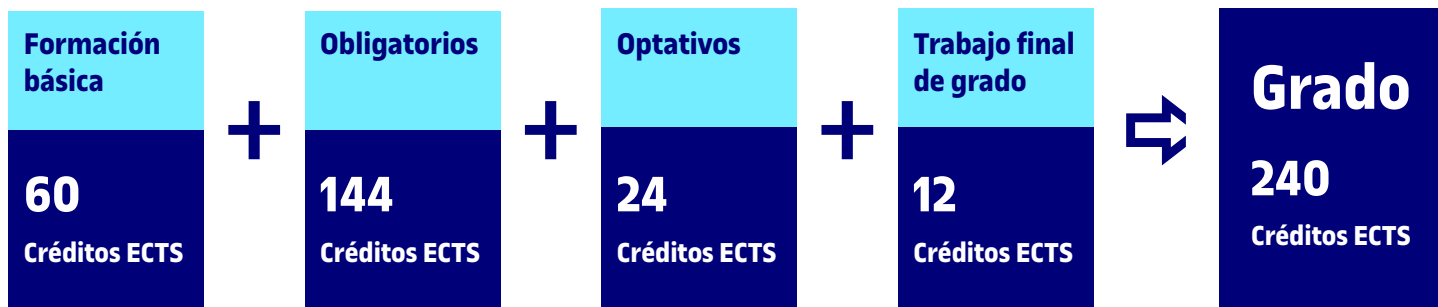 Formación
básica
60
Créditos ECTS
+
Obligatorios
144
Créditos ECTS
+
Optativos
24
Créditos ECTS
+
Trabajo final
de grado
12
Créditos ECTS
Grado
240
Créditos ECTS